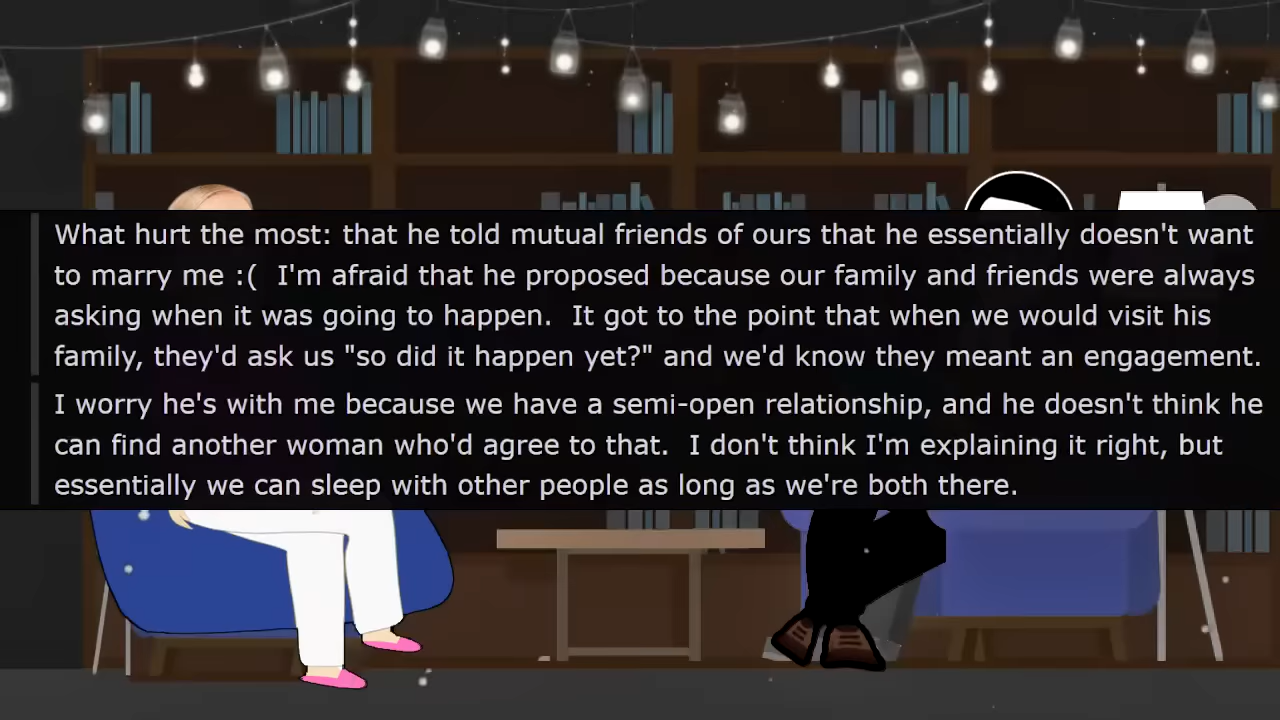 What hurt the most: that he told mutual friends of ours that he essentially doesn't want
to marry me :(  I'm afraid that he proposed because our family and friends were always
asking when it was going to happen.  It got to the point that when we would visit his
family, they'd ask us "so did it happen yet?" and we'd know they meant an engagement.
I worry he's with me because we have a semi-open relationship, and he doesn't think he
can find another woman who'd agree to that.  I don't think I'm explaining it right, but
essentially we can sleep with other people as long as we're both there.